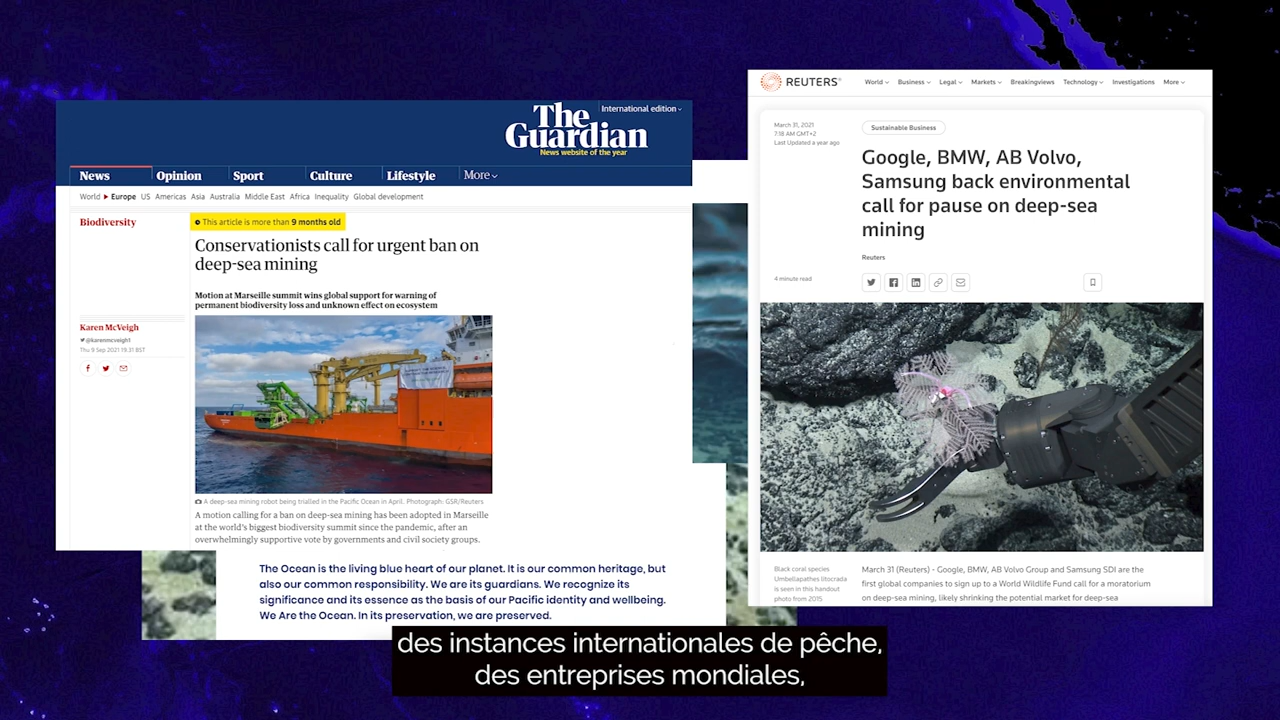 The Guardian
International edition
News website of the year
News Opinion Sport Culture Lifestyle More
World Europe US Americas Asia Australia Middle East Africa Inequality Global development
Biodiversity
This article is more than 9 months old
Conservationists call for urgent ban on
deep-sea mining
Motion at Marseille summit wins global support for warning of
permanent biodiversity loss and unknown effect on ecosystem
Karen McVeigh
@karenmcveigh1
Thu 9 Sep 2021 19.31 BST
A deep-sea mining robot being trialled in the Pacific Ocean in April. Photograph: GSR/Reuters
A motion calling for a ban on deep-sea mining has been adopted in Marseille
at the world's biggest biodiversity summit since the pandemic, after an
overwhelmingly supportive vote by governments and civil society groups.
The Ocean is the living blue heart of our planet. It is our common heritage, but
also our common responsibility. We are its guardians. We recognize its
significance and its essence as the basis of our Pacific identity and wellbeing.
We Are the Ocean. In its preservation, we are preserved.
REUTERS®
World Business Legal Markets Breakingviews Technology Investigations More
March 31, 2021
7:18 AM GMT+2
Last Updated a year ago
Sustainable Business
Google, BMW, AB Volvo,
Samsung back environmental
call for pause on deep-sea
mining
Reuters
4 minute read
Black coral species
Umbellapathes litocrada
is seen in this handout
photo from 2015
March 31 (Reuters) - Google, BMW, AB Volvo Group and Samsung SDI are the
first global companies to sign up to a World Wildlife Fund call for a moratorium
on deep-sea mining, likely shrinking the potential market for deep-sea
des instances internationales de pêche,
des entreprises mondiales,